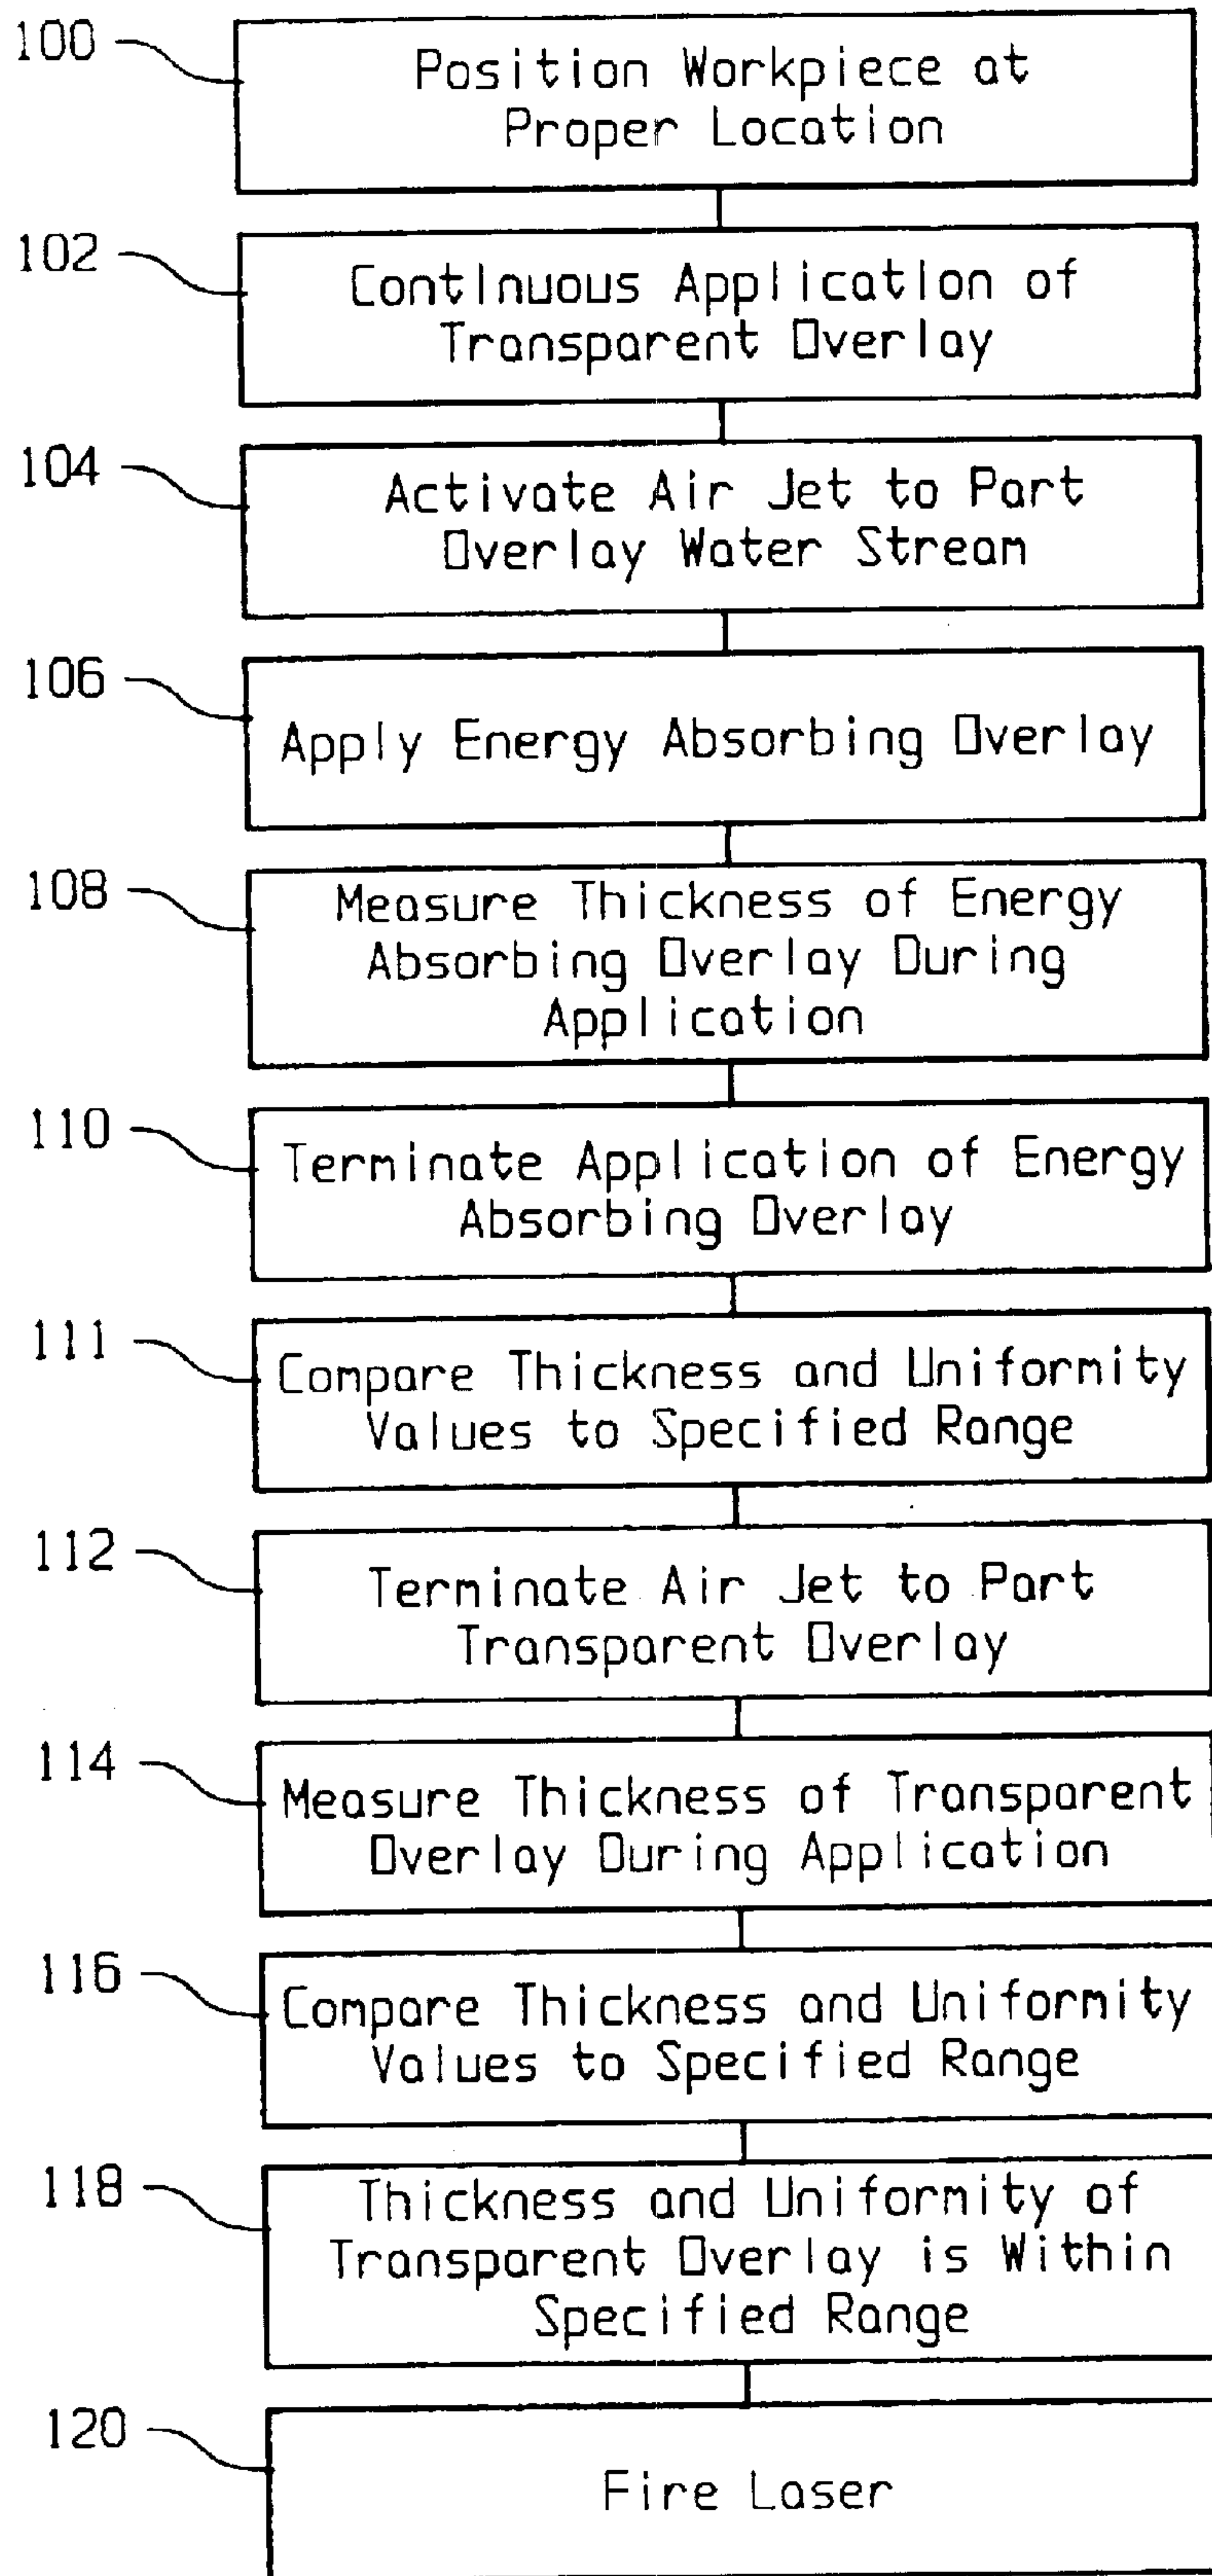 100
Position Workpiece at
Proper Location
102
Continuous Application of
Transparent Overlay
104
Activate Air Jet to Part
Overlay Water Stream
106
Apply Energy Absorbing Overlay
108
Measure Thickness of Energy
Absorbing Overlay During
Application
110
Terminate Application of Energy
Absorbing Overlay
111
Compare Thickness and Uniformity
Values to Specified Range
112
Terminate Air Jet to Part
Transparent Overlay
114
Measure Thickness of Transparent
Overlay During Application
116
Compare Thickness and Uniformity
Values to Specified Range
118
Thickness and Uniformity of
Transparent Overlay is Within
Specified Range
120
Fire Laser